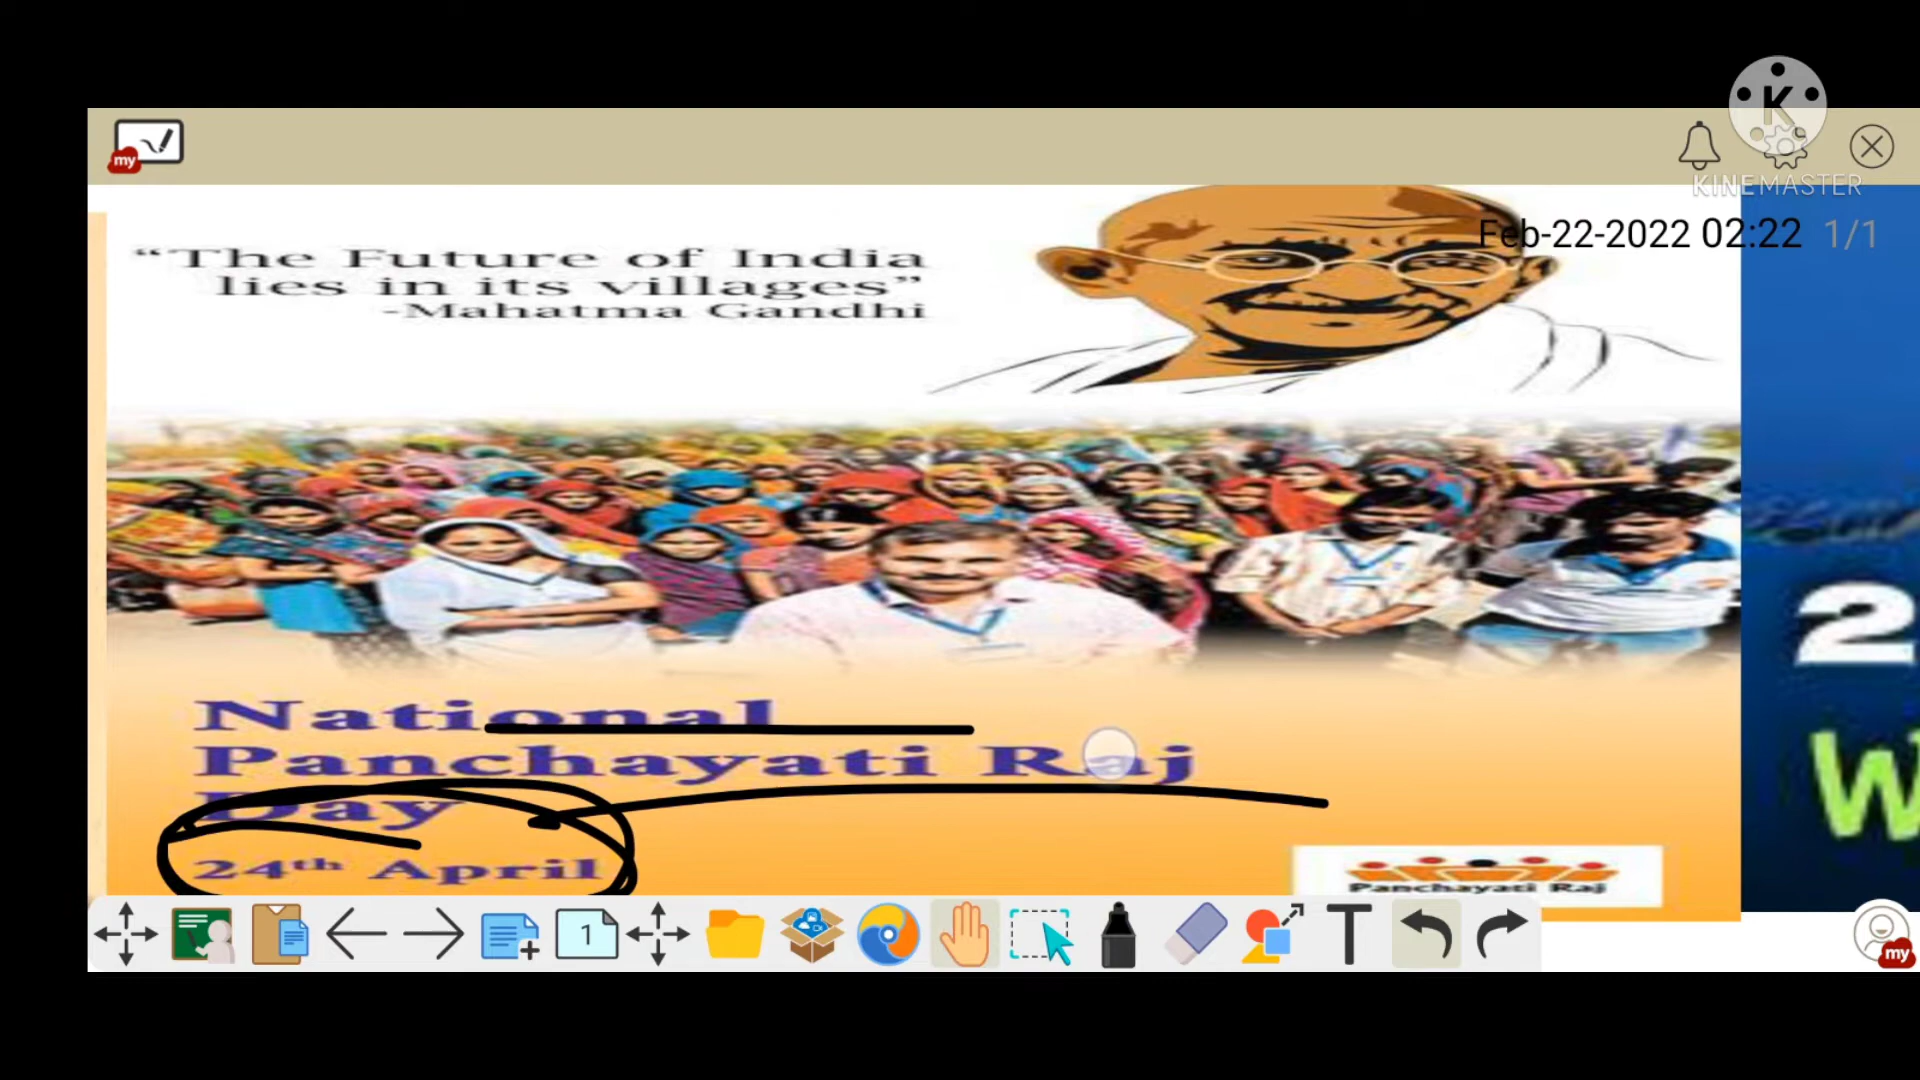 my
KINEMASTER
Feb-22-2022 02:22 1/1
“The Future of India
lies in its villages”
-Mahatma Gandhi
National
Panchayati Raj
Day
24th April
Panchayati Raj
2
W
1
T
my